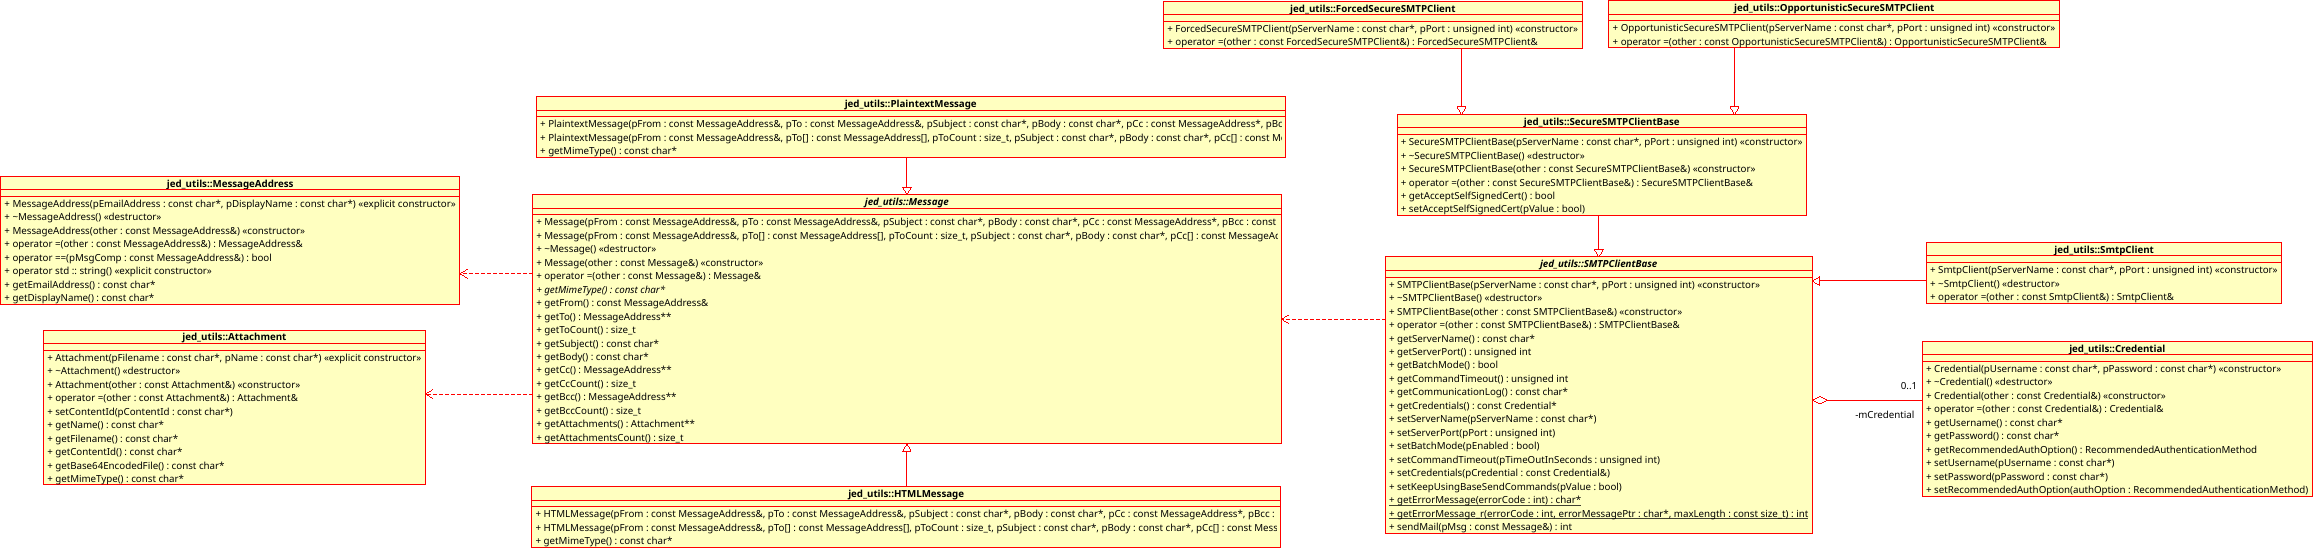 jed_utils::ForcedSecureSMTPClient
+ ForcedSecureSMTPClient(pServerName : const char*, pPort : unsigned int) «constructor»
+ operator =(other : const ForcedSecureSMTPClient&) : ForcedSecureSMTPClient&
jed_utils::OpportunisticSecureSMTPClient
+ OpportunisticSecureSMTPClient(pServerName : const char*, pPort : unsigned int) «constructor»
+ operator =(other : const OpportunisticSecureSMTPClient&) : OpportunisticSecureSMTPClient&
jed_utils::PlaintextMessage
+ PlaintextMessage(pFrom : const MessageAddress&, pTo : const MessageAddress&, pSubject : const char*, pBody : const char*, pCc : const MessageAddress*, pBc
+ PlaintextMessage(pFrom : const MessageAddress&, pTo[] : const MessageAddress[], pToCount : size_t, pSubject : const char*, pBody : const char*, pCc[] : const M
+ getMimeType() : const char*
jed_utils::SecureSMTPClientBase
+ SecureSMTPClientBase(pServerName : const char*, pPort : unsigned int) «constructor»
+ ~SecureSMTPClientBase() «destructor»
+ SecureSMTPClientBase(other : const SecureSMTPClientBase&) «constructor»
+ operator =(other : const SecureSMTPClientBase&) : SecureSMTPClientBase&
+ getAcceptSelfSignedCert() : bool
+ setAcceptSelfSignedCert(pValue : bool)
jed_utils::MessageAddress
+ MessageAddress(pEmailAddress : const char*, pDisplayName : const char*) «explicit constructor»
+ ~MessageAddress() «destructor»
+ MessageAddress(other : const MessageAddress&) «constructor»
+ operator =(other : const MessageAddress&) : MessageAddress&
+ operator ==(pMsgComp : const MessageAddress&) : bool
+ operator std :: string() «explicit constructor»
+ getEmailAddress() : const char*
+ getDisplayName() : const char*
jed_utils::Message
+ Message(pFrom : const MessageAddress&, pTo : const MessageAddress&, pSubject : const char*, pBody : const char*, pCc : const MessageAddress*, pBcc : const
+ Message(pFrom : const MessageAddress&, pTo[] : const MessageAddress[], pToCount : size_t, pSubject : const char*, pBody : const char*, pCc[] : const MessageA
+ ~Message() «destructor»
+ Message(other : const Message&) «constructor»
+ operator =(other : const Message&) : Message&
+ getMimeType() : const char*
+ getFrom() : const MessageAddress&
+ getTo() : MessageAddress**
+ getToCount() : size_t
+ getSubject() : const char*
+ getBody() : const char*
+ getCc() : MessageAddress**
+ getCcCount() : size_t
+ getBcc() : MessageAddress**
+ getBccCount() : size_t
+ getAttachments() : Attachment**
+ getAttachmentsCount() : size_t
jed_utils::Attachment
+ Attachment(pFilename : const char*, pName : const char*) «explicit constructor»
+ ~Attachment() «destructor»
+ Attachment(other : const Attachment&) «constructor»
+ operator =(other : const Attachment&) : Attachment&
+ setContentId(pContentId : const char*)
+ getName() : const char*
+ getFilename() : const char*
+ getContentId() : const char*
+ getBase64EncodedFile() : const char*
+ getMimeType() : const char*
jed_utils::SMTPClientBase
+ SMTPClientBase(pServerName : const char*, pPort : unsigned int) «constructor»
+ ~SMTPClientBase() «destructor»
+ SMTPClientBase(other : const SMTPClientBase&) «constructor»
+ operator =(other : const SMTPClientBase&) : SMTPClientBase&
+ getServerName() : const char*
+ getServerPort() : unsigned int
+ getBatchMode() : bool
+ getCommandTimeout() : unsigned int
+ getCommunicationLog() : const char*
+ getCredentials() : const Credential*
+ setServerName(pServerName : const char*)
+ setServerPort(pPort : unsigned int)
+ setBatchMode(pEnabled : bool)
+ setCommandTimeout(pTimeOutInSeconds : unsigned int)
+ setCredentials(pCredential : const Credential&)
+ setKeepUsingBaseSendCommands(pValue : bool)
+ getErrorMessage(errorCode : int) : char*
+ getErrorMessage_r(errorCode : int, errorMessagePtr : char*, maxLength : const size_t) : int
+ sendMail(pMsg : const Message&) : int
jed_utils::SmtpClient
+ SmtpClient(pServerName : const char*, pPort : unsigned int) «constructor»
+ ~SmtpClient() «destructor»
+ operator =(other : const SmtpClient&) : SmtpClient&
0..1
-mCredential
jed_utils::Credential
+ Credential(pUsername : const char*, pPassword : const char*) «constructor»
+ ~Credential() «destructor»
+ Credential(other : const Credential&) «constructor»
+ operator =(other : const Credential&) : Credential&
+ getUsername() : const char*
+ getPassword() : const char*
+ getRecommendedAuthOption() : RecommendedAuthenticationMethod
+ setUsername(pUsername : const char*)
+ setPassword(pPassword : const char*)
+ setRecommendedAuthOption(authOption : RecommendedAuthenticationMethod)
jed_utils::HTMLMessage
+ HTMLMessage(pFrom : const MessageAddress&, pTo : const MessageAddress&, pSubject : const char*, pBody : const char*, pCc : const MessageAddress*, pBcc :
+ HTMLMessage(pFrom : const MessageAddress&, pTo[] : const MessageAddress[], pToCount : size_t, pSubject : const char*, pBody : const char*, pCc[] : const Mess
+ getMimeType() : const char*